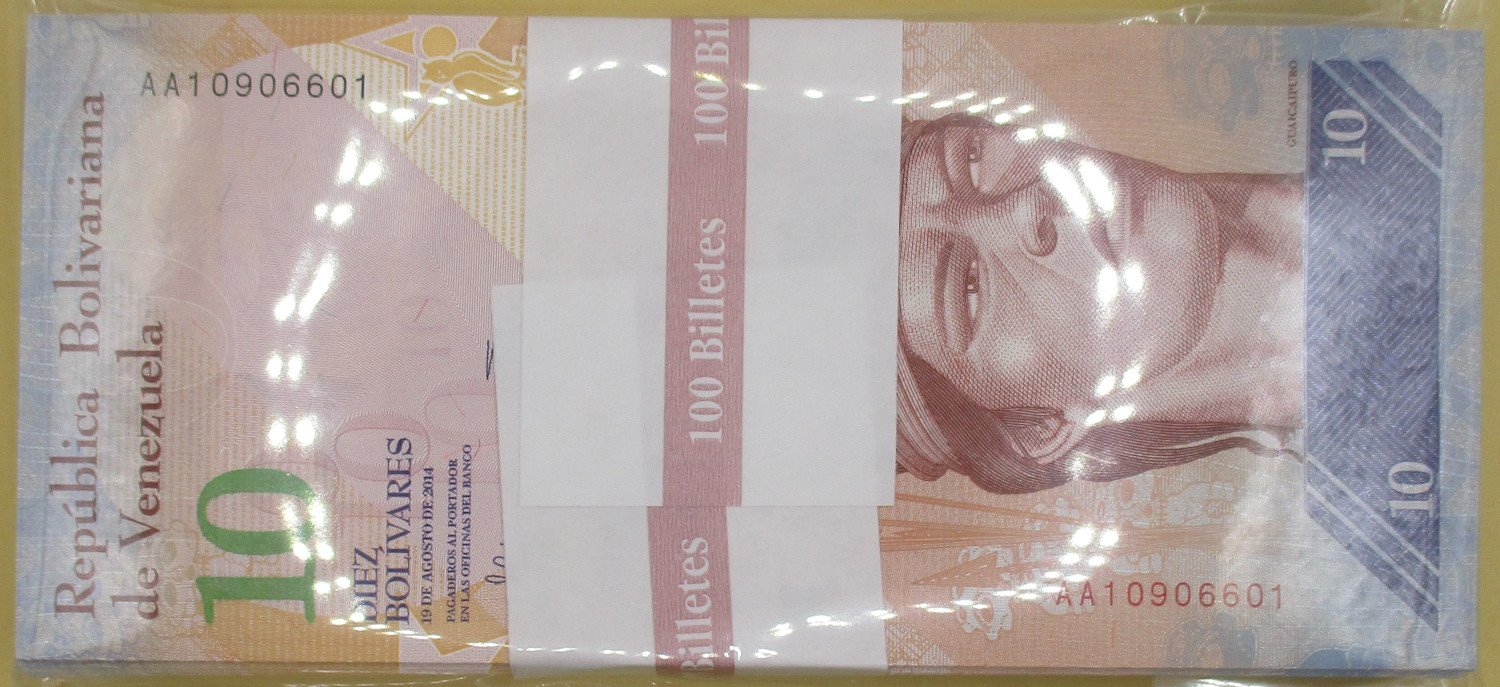 República Bolivariana
de Venezuela
AA10906601
10
DIEZ
BOLÍVARES
19 DE AGOSTO DE 2014
PAGADEROS AL PORTADOR
EN LAS OFICINAS DEL BANCO
100 Bil
100 Billetes
Billetes
GUAICAIPURO
10
10
AA10906601